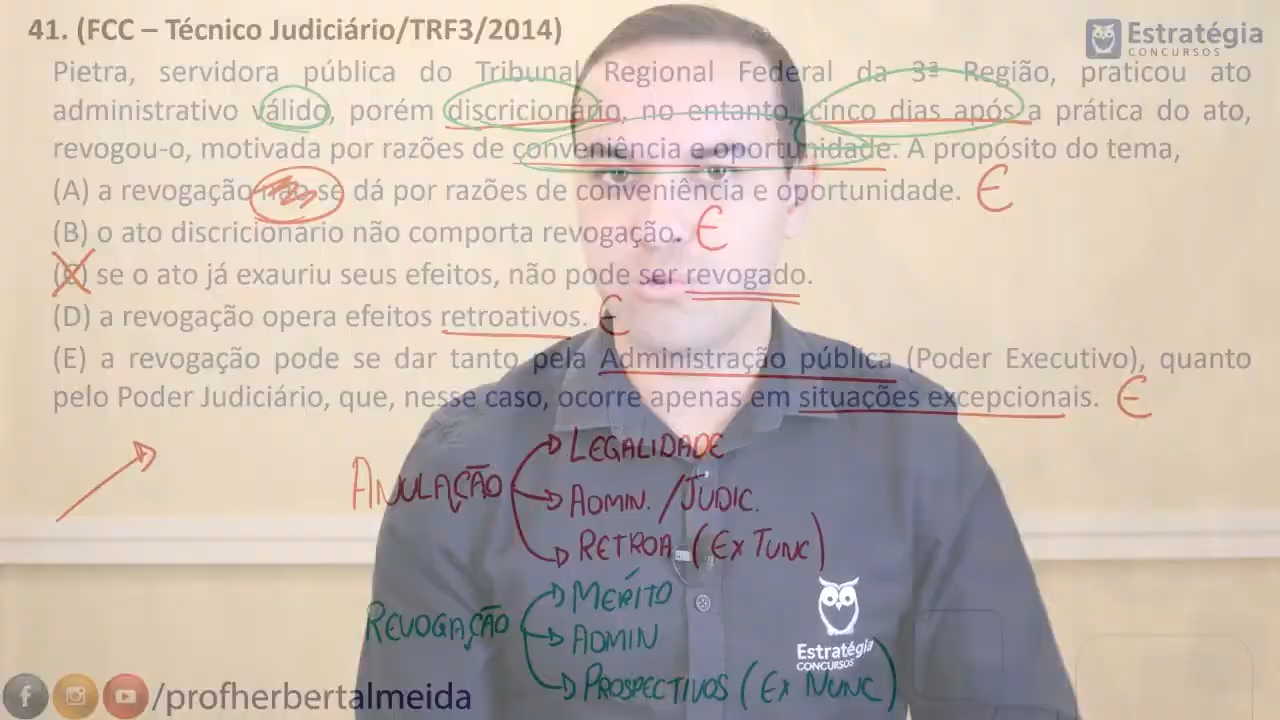 41. (FCC – Técnico Judiciário/TRF3/2014)
Estratégia
CONCURSOS
Pietra, servidora pública do Tribunal Regional Federal da 3ª Região, praticou ato
administrativo válido, porém discricionário, no entanto, cinco dias após a prática do ato,
revogou-o, motivada por razões de conveniência e oportunidade. A propósito do tema,
(A) a revogação se dá por razões de conveniência e oportunidade. E
(B) o ato discricionário não comporta revogação. E
(C) se o ato já exauriu seus efeitos, não pode ser revogado.
(D) a revogação opera efeitos retroativos. E
(E) a revogação pode se dar tanto pela Administração pública (Poder Executivo), quanto
pelo Poder Judiciário, que, nesse caso, ocorre apenas em situações excepcionais. E
ANULAÇÃO
LEGALIDADE
ADMIN. / JUDIC.
RETROA (EX TUNC)
REVOGAÇÃO
MÉRITO
ADMIN
PROSPECTIVOS (EX NUNC)
Estratégia
CONCURSOS
/profherbertalmeida